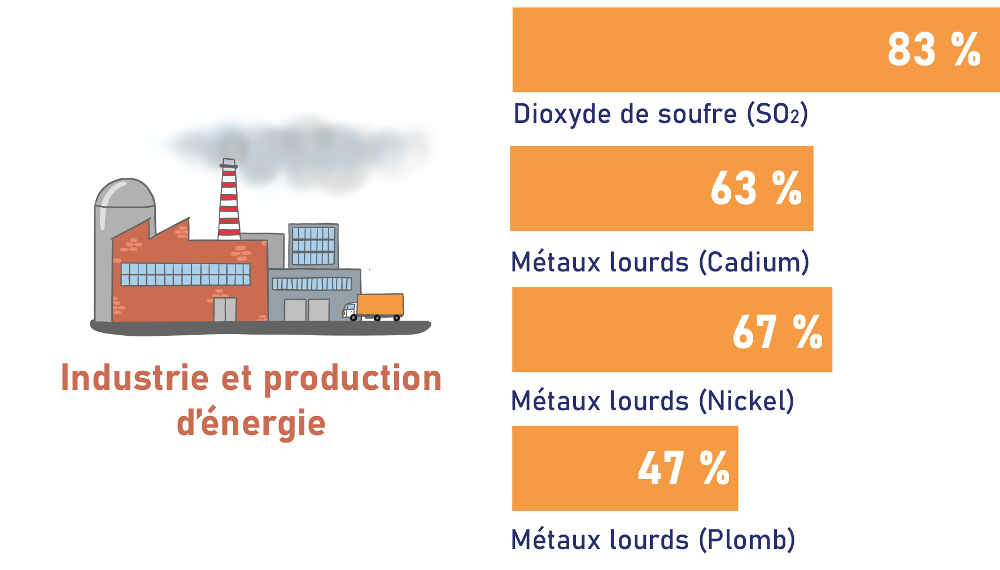 83 %
Dioxyde de soufre (SO₂)
63 %
Métaux lourds (Cadium)
67 %
Métaux lourds (Nickel)
47 %
Métaux lourds (Plomb)
Industrie et production
d'énergie